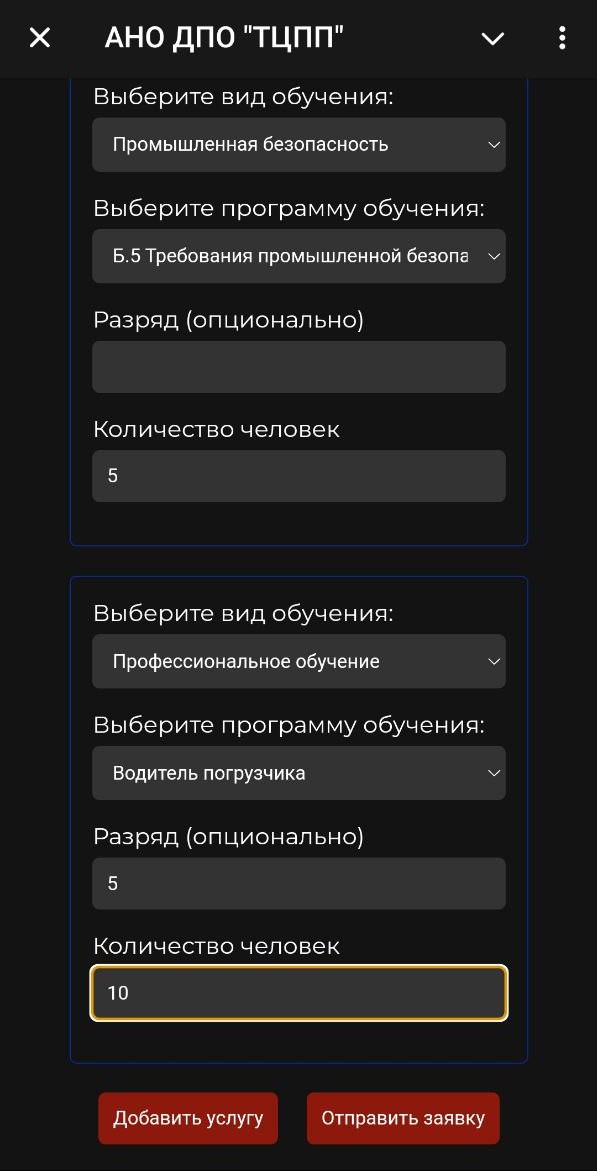 АНО ДПО "ТЦПП"
Выберите вид обучения:
Промышленная безопасность
Выберите программу обучения:
Б.5 Требования промышленной безопа
Разряд (опционально)
Количество человек
5
Выберите вид обучения:
Профессиональное обучение
Выберите программу обучения:
Водитель погрузчика
Разряд (опционально)
5
Количество человек
10
Добавить услугу Отправить заявку